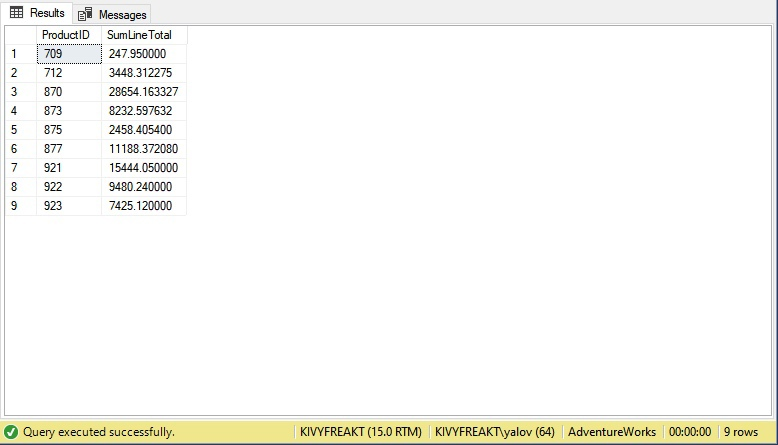 Results Messages
ProductID SumLineTotal
1 709 247.950000
2 712 3448.312275
3 870 28654.163327
4 873 8232.597632
5 875 2458.405400
6 877 11188.372080
7 921 15444.050000
8 922 9480.240000
9 923 7425.120000
Query executed successfully. KIVYFREAKT (15.0 RTM) KIVYFREAKT\yalov (64) AdventureWorks 00:00:00 9 rows